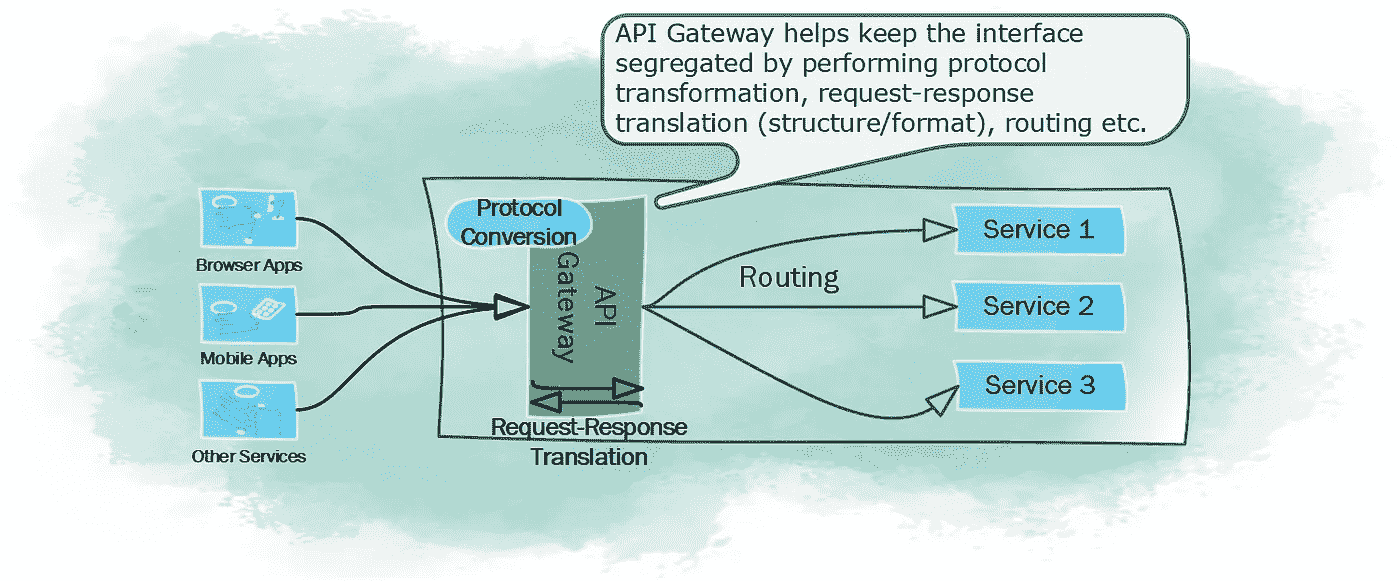 API Gateway helps keep the interface
segregated by performing protocol
transformation, request-response
translation (structure/format), routing etc.
Protocol
Conversion
API
Gateway
Request-Response
Translation
Browser Apps
Mobile Apps
Other Services
Routing
Service 1
Service 2
Service 3